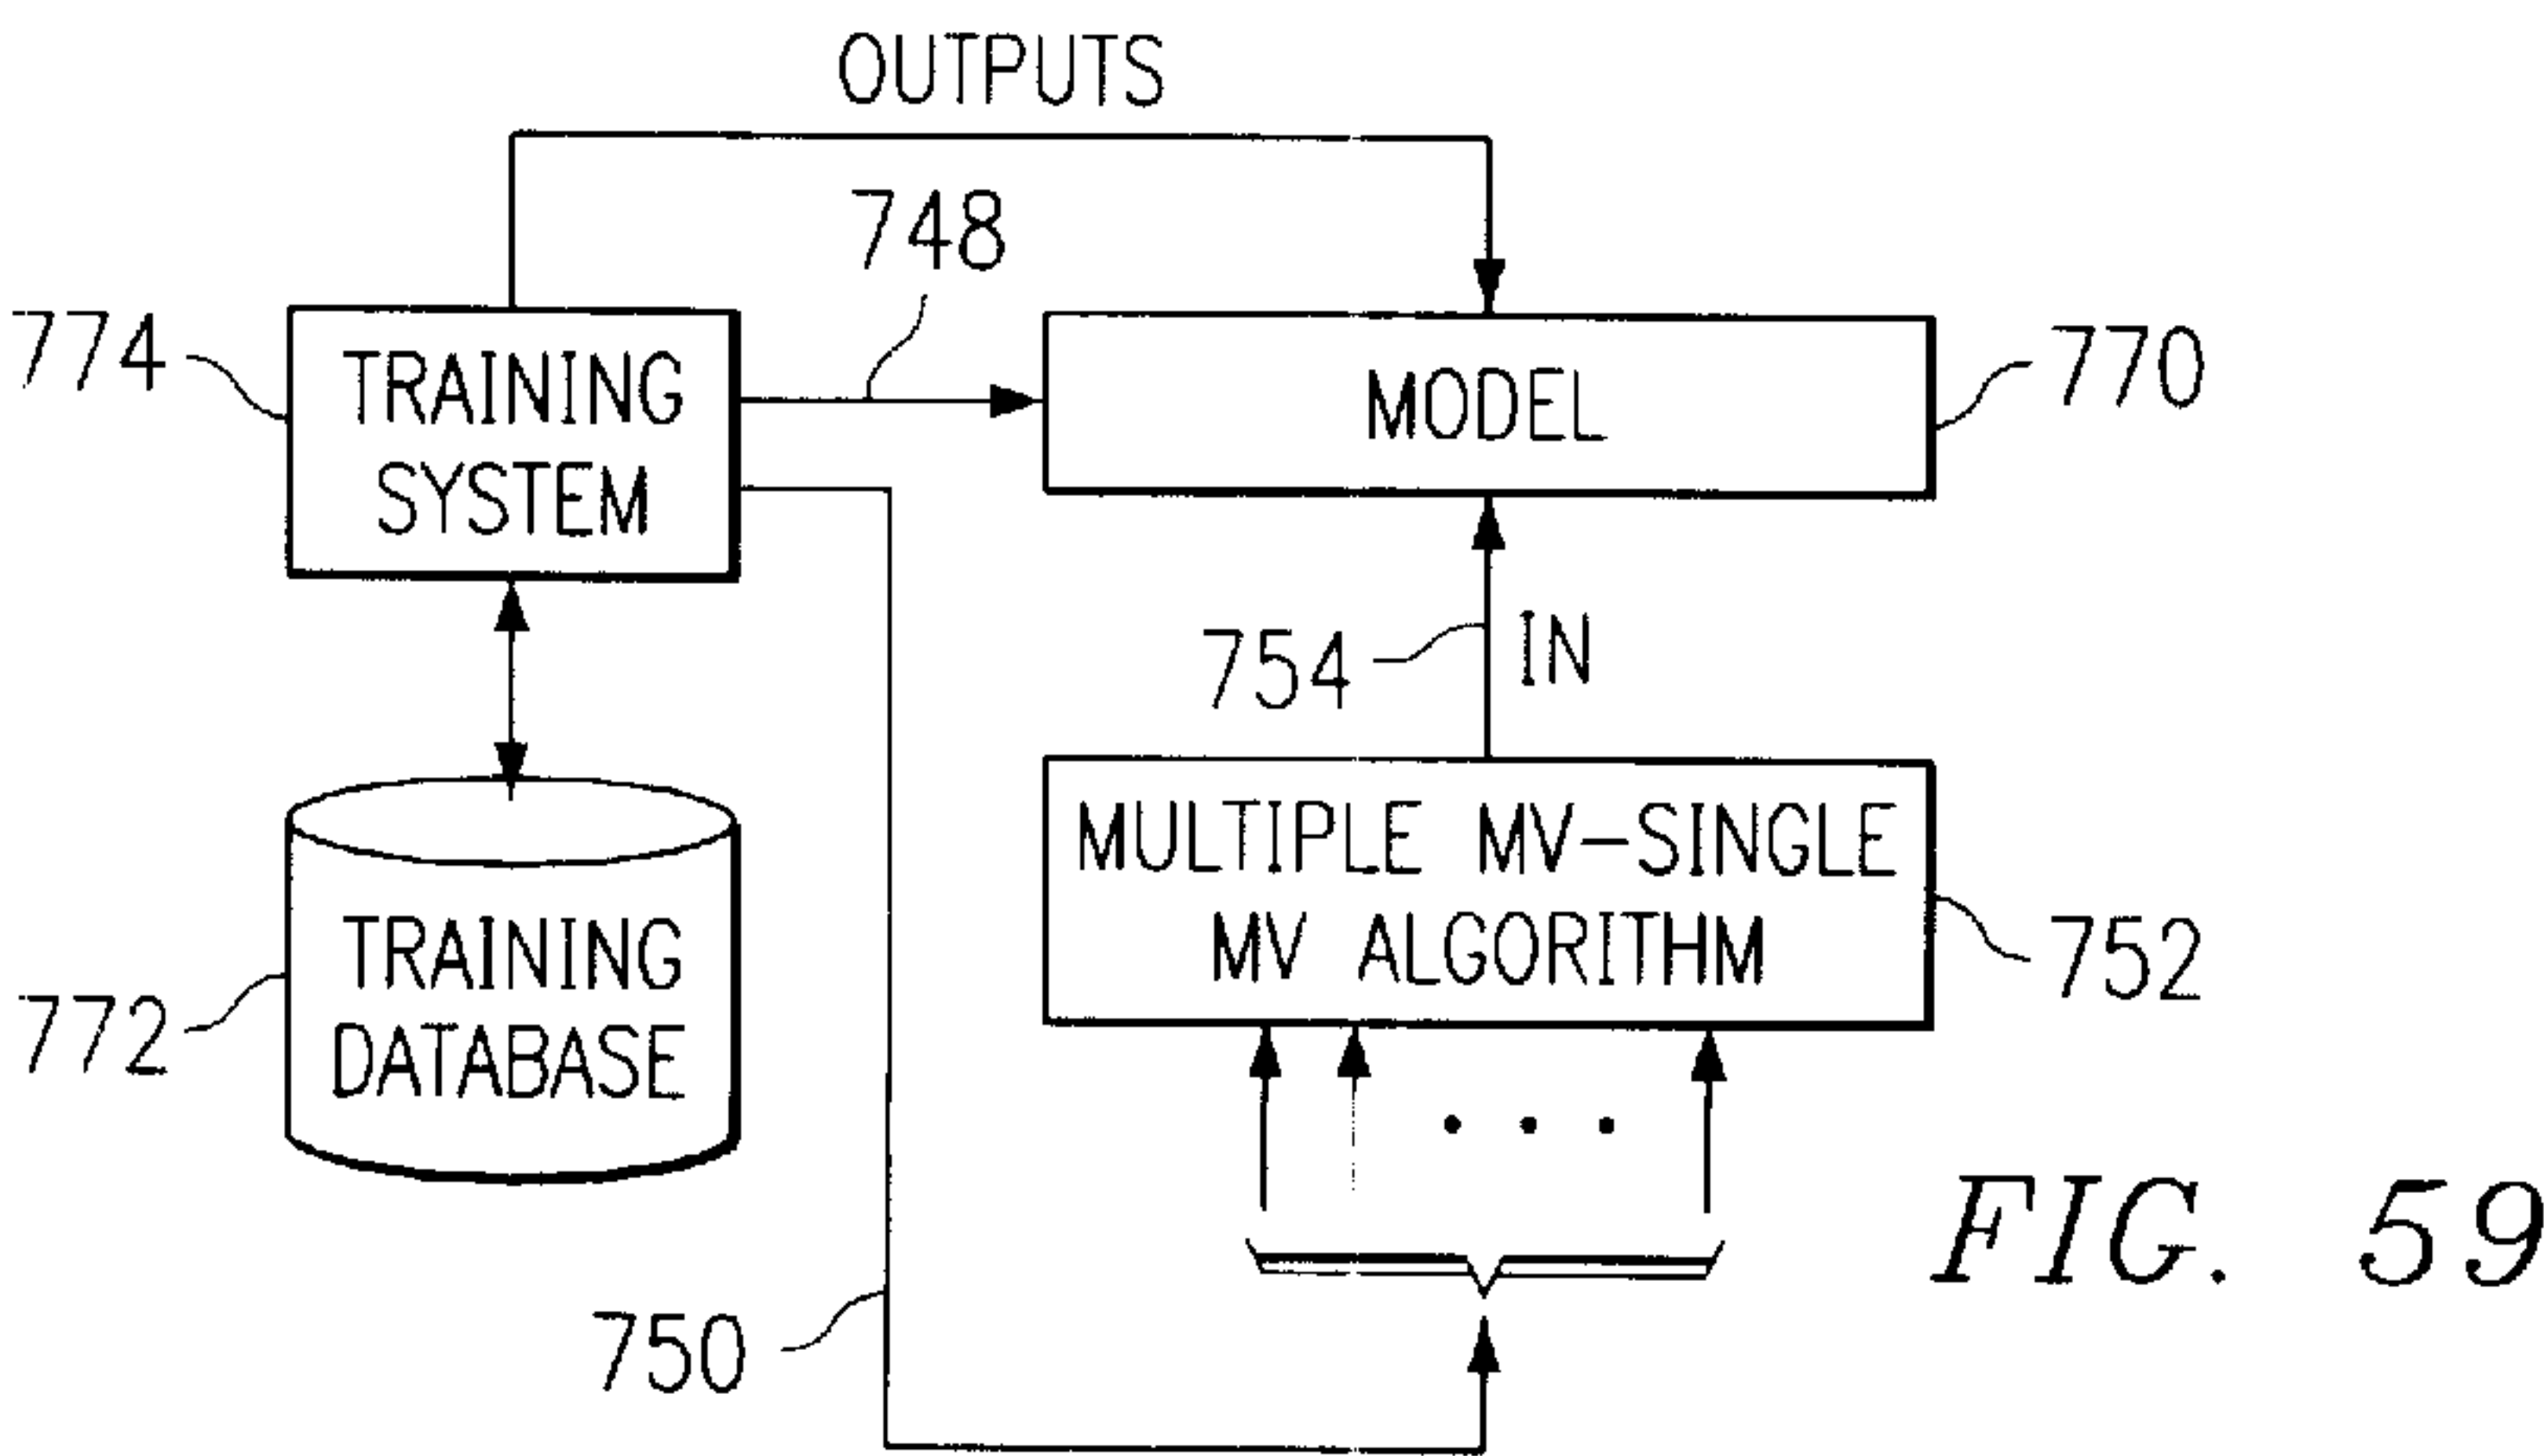 OUTPUTS
748
774
TRAINING
SYSTEM
MODEL
770
754
IN
772
TRAINING
DATABASE
MULTIPLE MV-SINGLE
MV ALGORITHM
752
750
FIG. 59